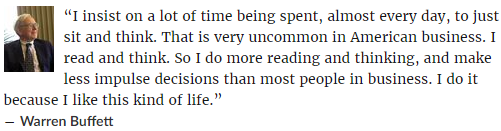 “I insist on a lot of time being spent, almost every day, to just
sit and think. That is very uncommon in American business. I
read and think. So I do more reading and thinking, and make
less impulse decisions than most people in business. I do it
because I like this kind of life.”
— Warren Buffett